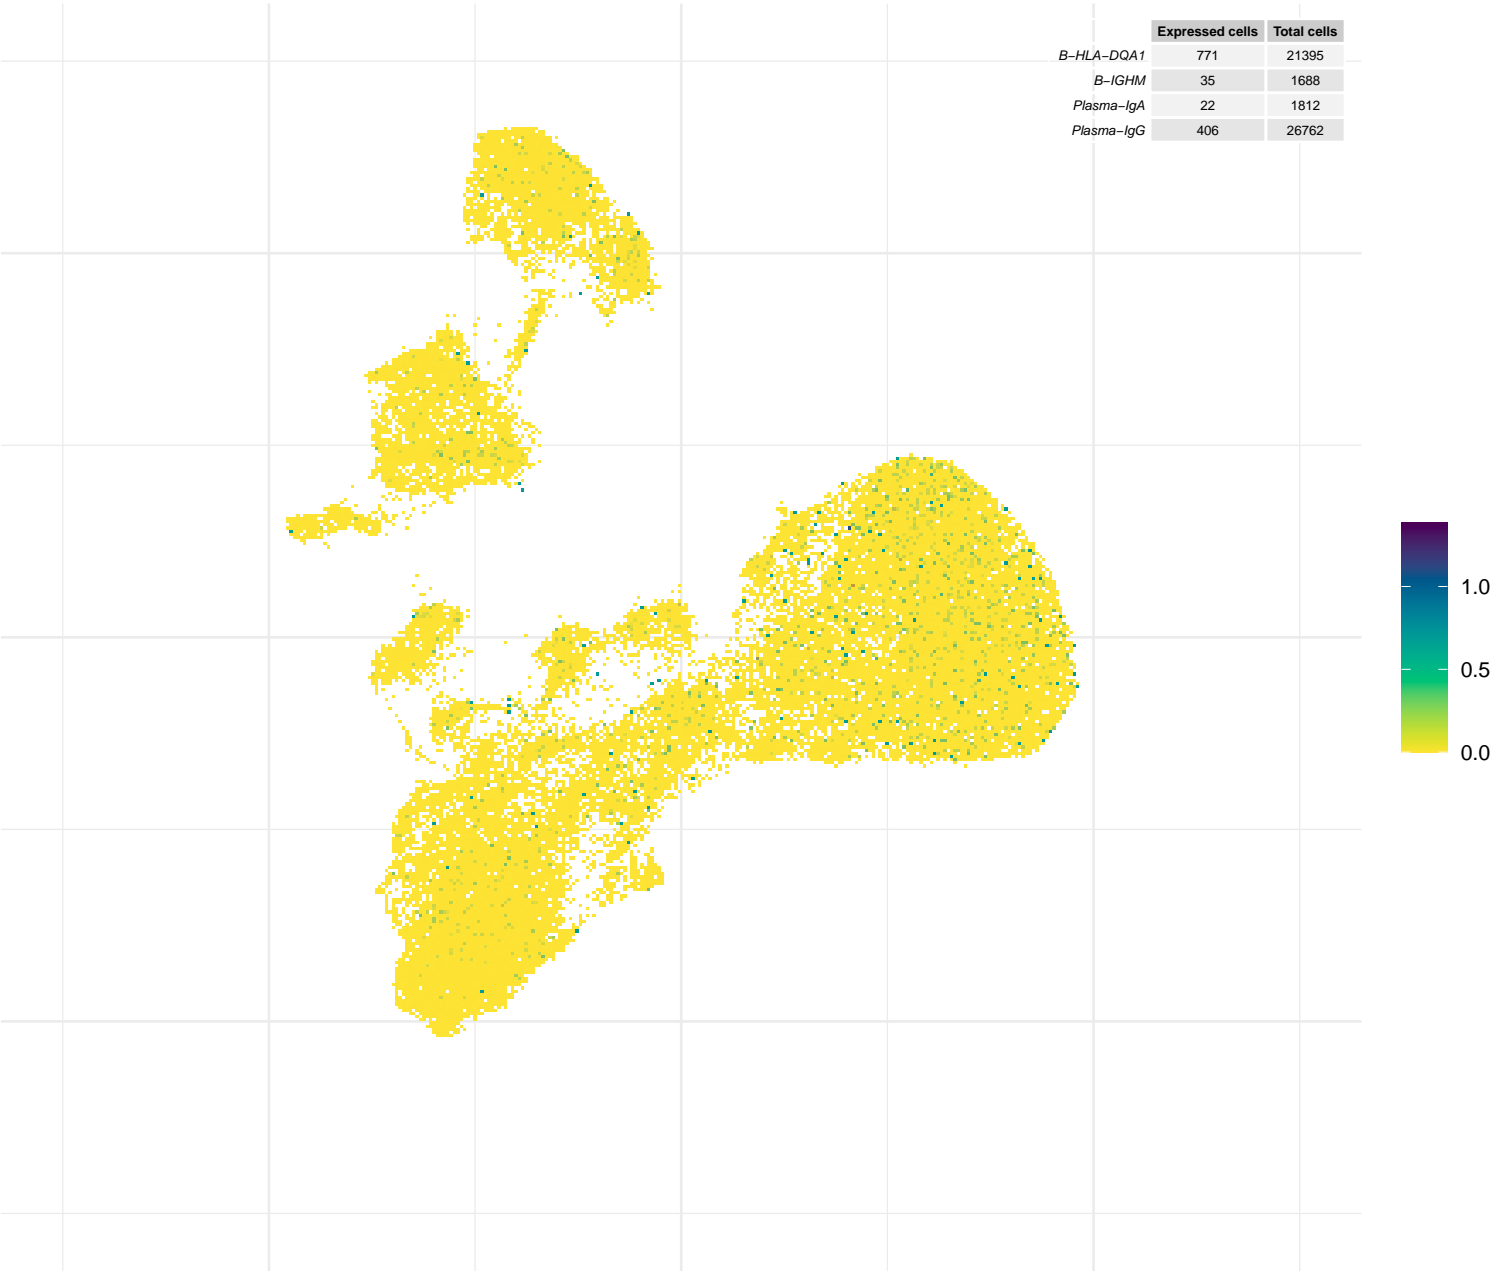 Expressed cells Total cells
B−HLA−DQA1 771 21395
B−IGHM 35 1688
Plasma−IgA 22 1812
Plasma−IgG 406 26762
1.0
0.5
0.0